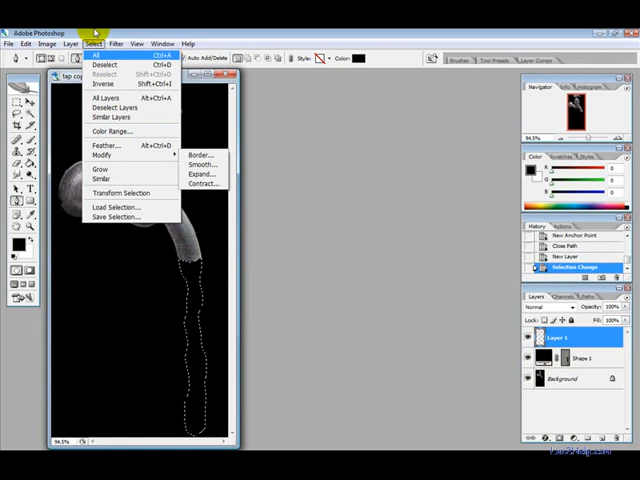 Adobe Photoshop
File Edit Image Layer Select Filter View Window Help
Auto Add/Delete Style: Color: Brushes Tool Presets Layer Comps
tap cop
All Ctrl+A
Deselect Ctrl+D
Reselect Shift+Ctrl+D
Inverse Shift+Ctrl+I
All Layers Alt+Ctrl+A
Deselect Layers
Similar Layers
Color Range...
Feather... Alt+Ctrl+D
Modify
Grow
Similar
Transform Selection
Load Selection...
Save Selection...
Border...
Smooth...
Expand...
Contract...
94.5%
Navigator Info Histogram
94.5%
Color Swatches Styles
R
G
B
History Actions
New Anchor Point
Close Path
New Layer
Selection Change
Layers Channels Paths
Normal Opacity: 100%
Lock: Fill: 100%
Layer 1
Shape 1
Background